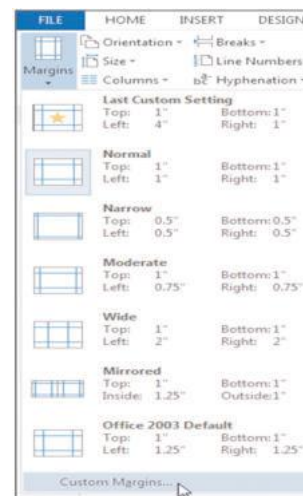 FILE HOME INSERT DESIGN
Orientation Breaks
Margins Size Line Numbers
Columns Hyphenation
Last Custom Setting
Top: 1" Bottom: 1"
Left: 4" Right: 1"
Normal
Top: 1" Bottom: 1"
Left: 1" Right: 1"
Narrow
Top: 0.5" Bottom: 0.5"
Left: 0.5" Right: 0.5"
Moderate
Top: 1" Bottom: 1"
Left: 0.75" Right: 0.75"
Wide
Top: 1" Bottom: 1"
Left: 2" Right: 2"
Mirrored
Top: 1" Bottom: 1"
Inside: 1.25" Outside: 1"
Office 2003 Default
Top: 1" Bottom: 1"
Left: 1.25" Right: 1.25"
Custom Margins...